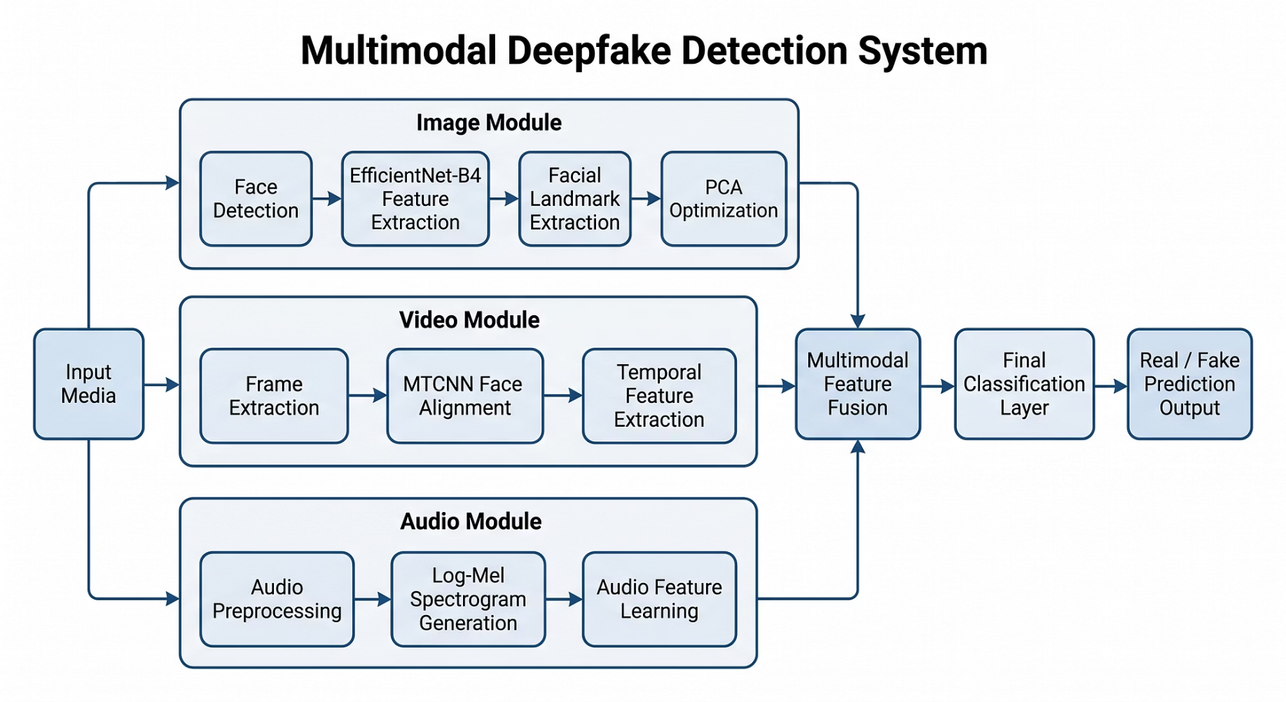 Multimodal Deepfake Detection System
Image Module
Face
Detection
EfficientNet-B4
Feature
Extraction
Facial
Landmark
Extraction
PCA
Optimization
Input
Media
Video Module
Frame
Extraction
MTCNN Face
Alignment
Temporal
Feature
Extraction
Audio Module
Audio
Preprocessing
Log-Mel
Spectrogram
Generation
Audio Feature
Learning
Multimodal
Feature
Fusion
Final
Classification
Layer
Real / Fake
Prediction
Output